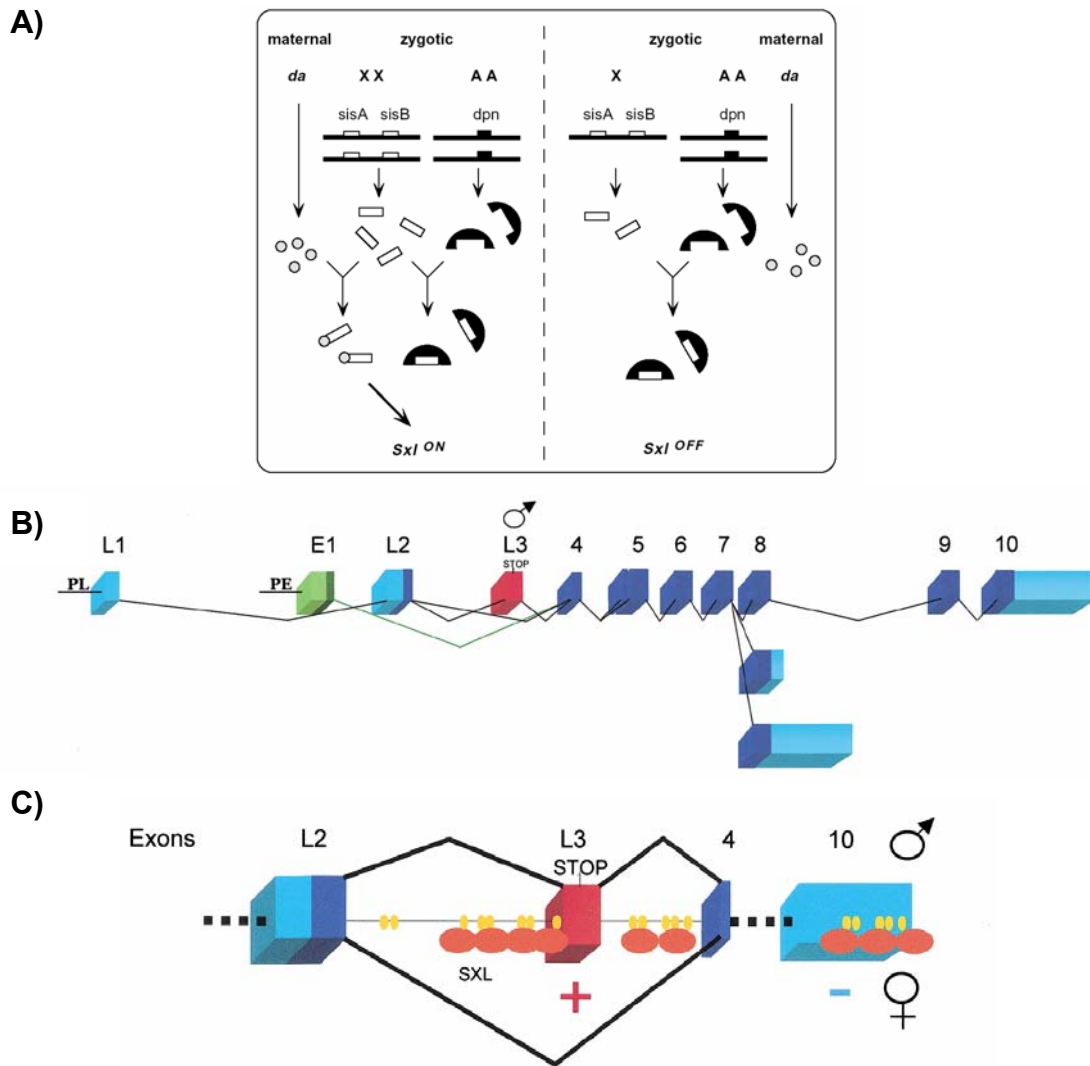 A)
maternal zygotic zygotic maternal
da X X A A X A A da
sisA sisB dpn sisA sisB dpn
Sxl ON Sxl OFF
B)
♂
L1 E1 L2 L3 4 5 6 7 8 9 10
STOP
PL PE
C)
Exons L2 L3 4 10 ♂
STOP
SXL
+ - ♀